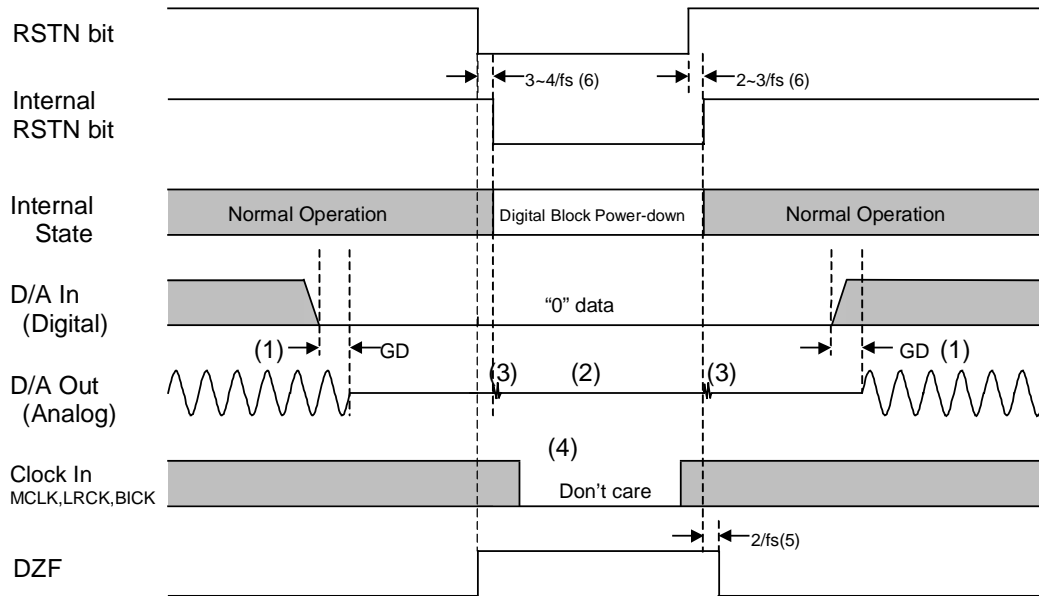 RSTN bit
3~4/fs (6)
2~3/fs (6)
Internal
RSTN bit
Internal
State
Normal Operation
Digital Block Power-down
Normal Operation
D/A In
(Digital)
“0” data
(1)
GD
GD (1)
D/A Out
(Analog)
(3)
(2)
(3)
(4)
Clock In
MCLK,LRCK,BICK
Don’t care
2/fs(5)
DZF